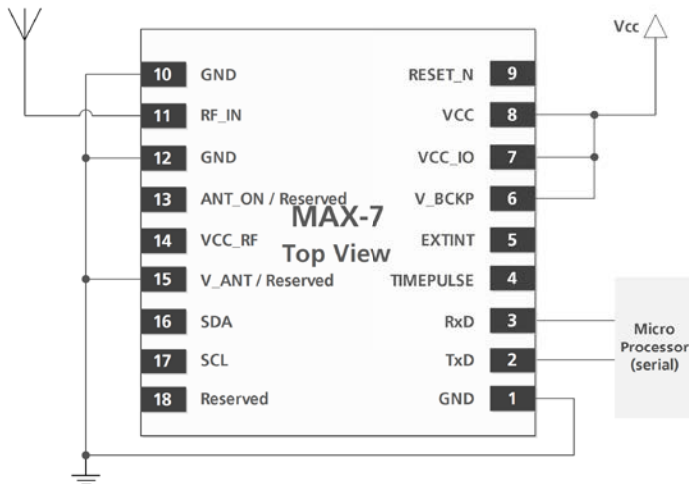 Vcc
10 GND RESET_N 9
11 RF_IN VCC 8
12 GND VCC_IO 7
13 ANT_ON / Reserved V_BCKP 6
MAX-7
14 VCC_RF EXTINT 5
Top View
15 V_ANT / Reserved TIMEPULSE 4
16 SDA RxD 3
Micro
Processor
(serial)
17 SCL TxD 2
18 Reserved GND 1